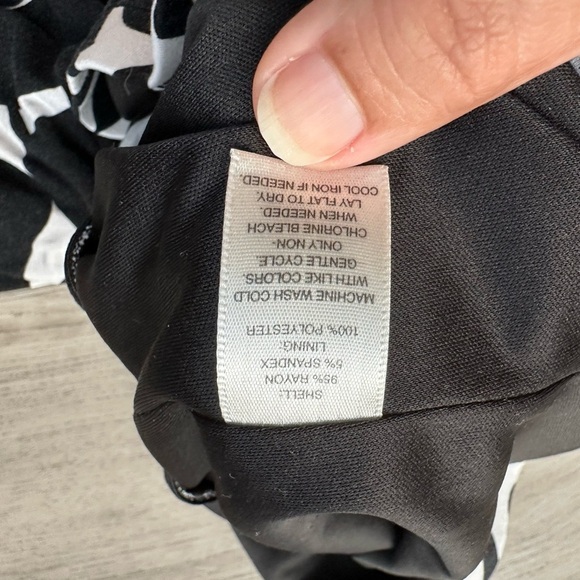 SHELL:
95% RAYON
5% SPANDEX
LINING:
100% POLYESTER
MACHINE WASH COLD
WITH LIKE COLORS.
GENTLE CYCLE.
ONLY NON-
CHLORINE BLEACH
WHEN NEEDED.
LAY FLAT TO DRY.
COOL IRON IF NEEDED.